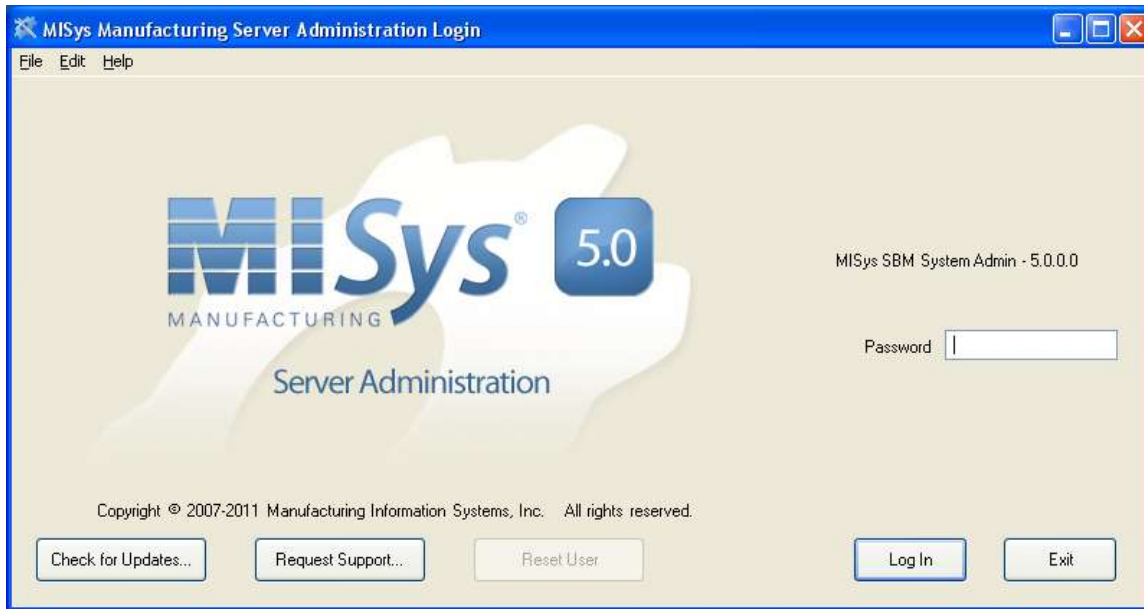 MISys Manufacturing Server Administration Login
File Edit Help
MISys® 5.0
MANUFACTURING
Server Administration
MISys SBM System Admin - 5.0.0.0
Password
Copyright © 2007-2011 Manufacturing Information Systems, Inc. All rights reserved.
Check for Updates... Request Support... Reset User Log In Exit